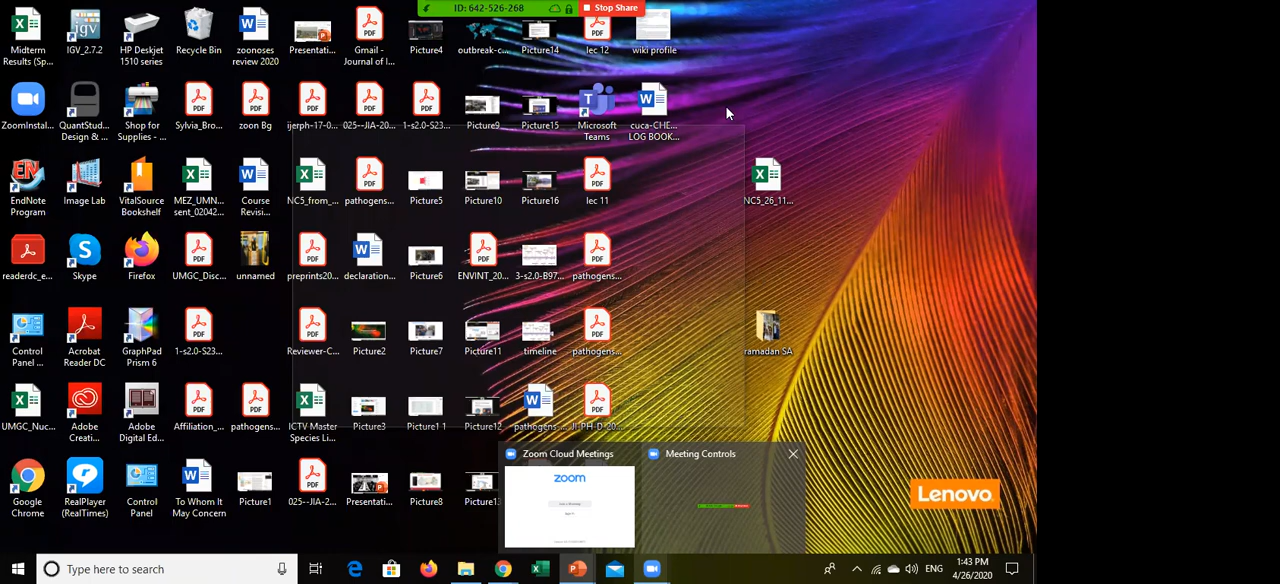 ID: 642-526-268
Stop Share
Midterm
Results (Sp...
IGV_2.7.2
HP Deskjet
1510 series
Recycle Bin
zoonoses
review 2020
Presentati...
Gmail -
Journal of I...
Picture4
outbreak-c...
Picture14
lec 12
wiki profile
ZoomInstal...
QuantStud...
Design & ...
Shop for
Supplies - ...
Sylvia_Bro...
zoon Bg
ijerph-17-0...
025--JIA-20...
1-s2.0-S23...
Picture9
Picture15
Microsoft
Teams
cuca-CHE...
LOG BOOK...
EndNote
Program
Image Lab
VitalSource
Bookshelf
MEZ_UMN...
sent_02042...
Course
Revisi...
NC5_from_...
pathogens...
Picture5
Picture10
Picture16
lec 11
NC5_26_11...
readerdc_e...
Skype
Firefox
UMGC_Disc...
unnamed
preprints20...
declaration...
Picture6
ENVINT_20...
3-s2.0-B97...
pathogens...
Control
Panel ...
Acrobat
Reader DC
GraphPad
Prism 6
1-s2.0-S23...
Reviewer-C...
Picture2
Picture7
Picture11
timeline
pathogens...
ramadan SA
UMGC_Nuc...
Adobe
Creati...
Adobe
Digital Ed...
Affiliation_...
pathogens...
ICTV Master
Species Li...
Picture3
Picture1 1
Picture12
pathogens...
JI-PH-D-20...
Google
Chrome
RealPlayer
(RealTimes)
Control
Panel
To Whom It
May Concern
Picture1
025--JIA-2...
Presentati...
Picture8
Picture1
Zoom Cloud Meetings
Meeting Controls
zoom
Lenovo
Type here to search
ENG
1:43 PM
4/26/2020